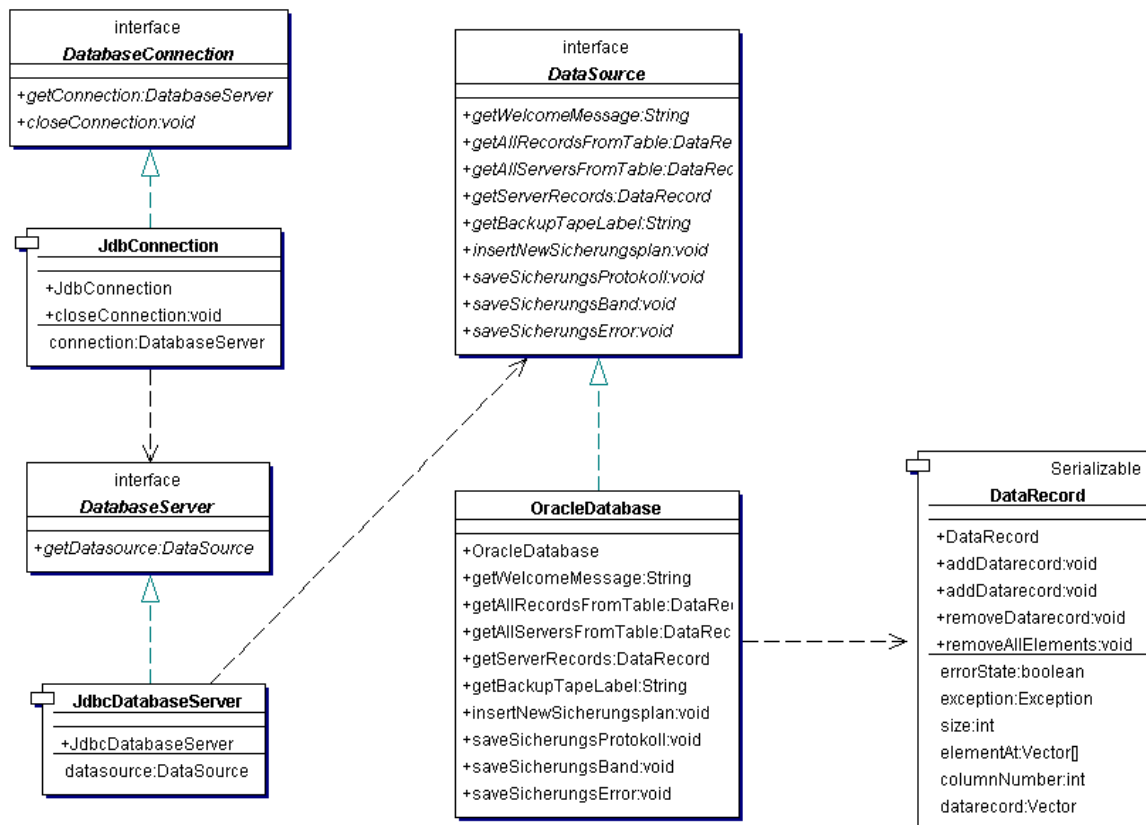 interface
DatabaseConnection
+getConnection:DatabaseServer
+closeConnection:void
JdbConnection
+JdbConnection
+closeConnection:void
connection:DatabaseServer
interface
DatabaseServer
+getDatasource:DataSource
JdbcDatabaseServer
+JdbcDatabaseServer
datasource:DataSource
interface
DataSource
+getWelcomeMessage:String
+getAllRecordsFromTable:DataRe
+getAllServersFromTable:DataRec
+getServerRecords:DataRecord
+getBackupTapeLabel:String
+insertNewSicherungsplan:void
+saveSicherungsProtokoll:void
+saveSicherungsBand:void
+saveSicherungsError:void
OracleDatabase
+OracleDatabase
+getWelcomeMessage:String
+getAllRecordsFromTable:DataRe
+getAllServersFromTable:DataRec
+getServerRecords:DataRecord
+getBackupTapeLabel:String
+insertNewSicherungsplan:void
+saveSicherungsProtokoll:void
+saveSicherungsBand:void
+saveSicherungsError:void
Serializable
DataRecord
+DataRecord
+addDatarecord:void
+addDatarecord:void
+removeDatarecord:void
+removeAllElements:void
errorState:boolean
exception:Exception
size:int
elementAt:Vector[]
columnNumber:int
datarecord:Vector